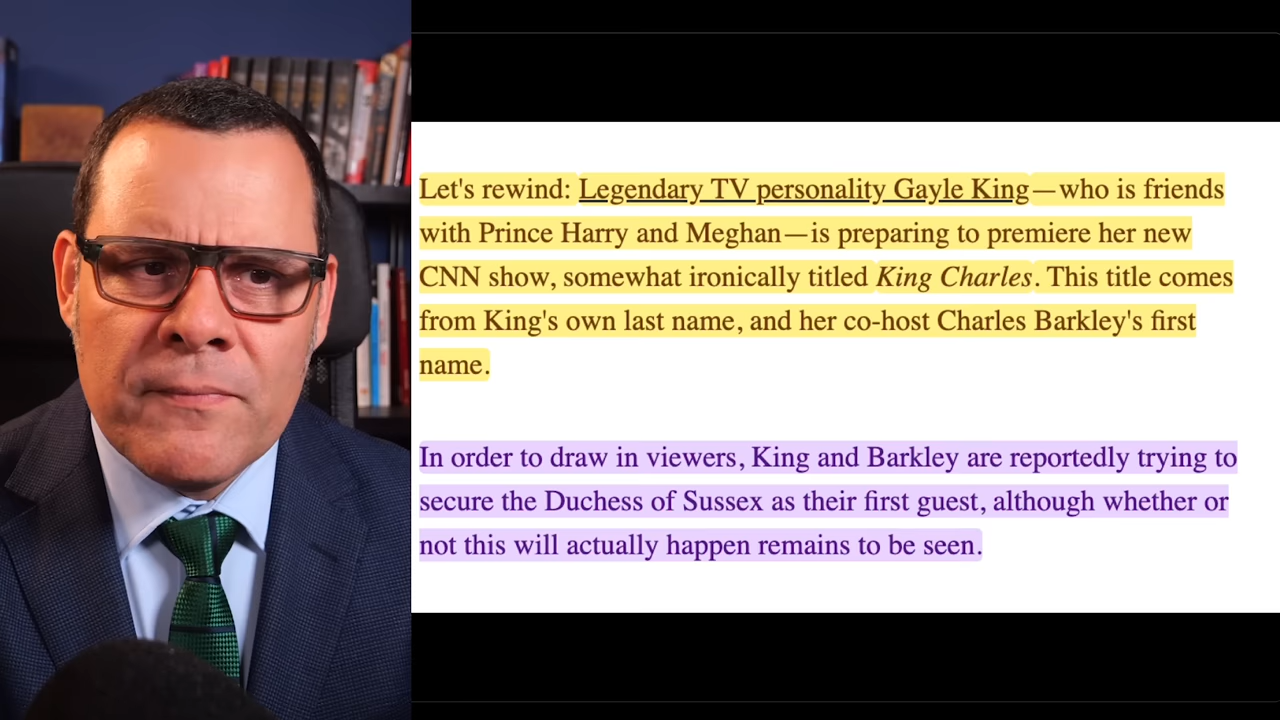 Let's rewind: Legendary TV personality Gayle King—who is friends
with Prince Harry and Meghan—is preparing to premiere her new
CNN show, somewhat ironically titled King Charles. This title comes
from King's own last name, and her co-host Charles Barkley's first
name.
In order to draw in viewers, King and Barkley are reportedly trying to
secure the Duchess of Sussex as their first guest, although whether or
not this will actually happen remains to be seen.